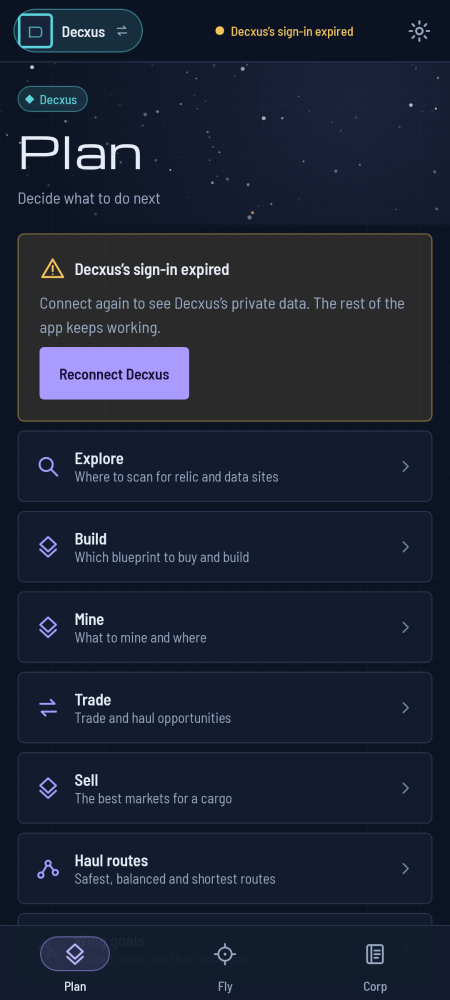 D Decxus
Decxus's sign-in expired
Decxus
Plan
Decide what to do next
Decxus's sign-in expired
Connect again to see Decxus's private data. The rest of the
app keeps working.
Reconnect Decxus
Explore
Where to scan for relic and data sites
Build
Which blueprint to buy and build
Mine
What to mine and where
Trade
Trade and haul opportunities
Sell
The best markets for a cargo
Haul routes
Safest, balanced and shortest routes
goals
Plan
Fly
Corp